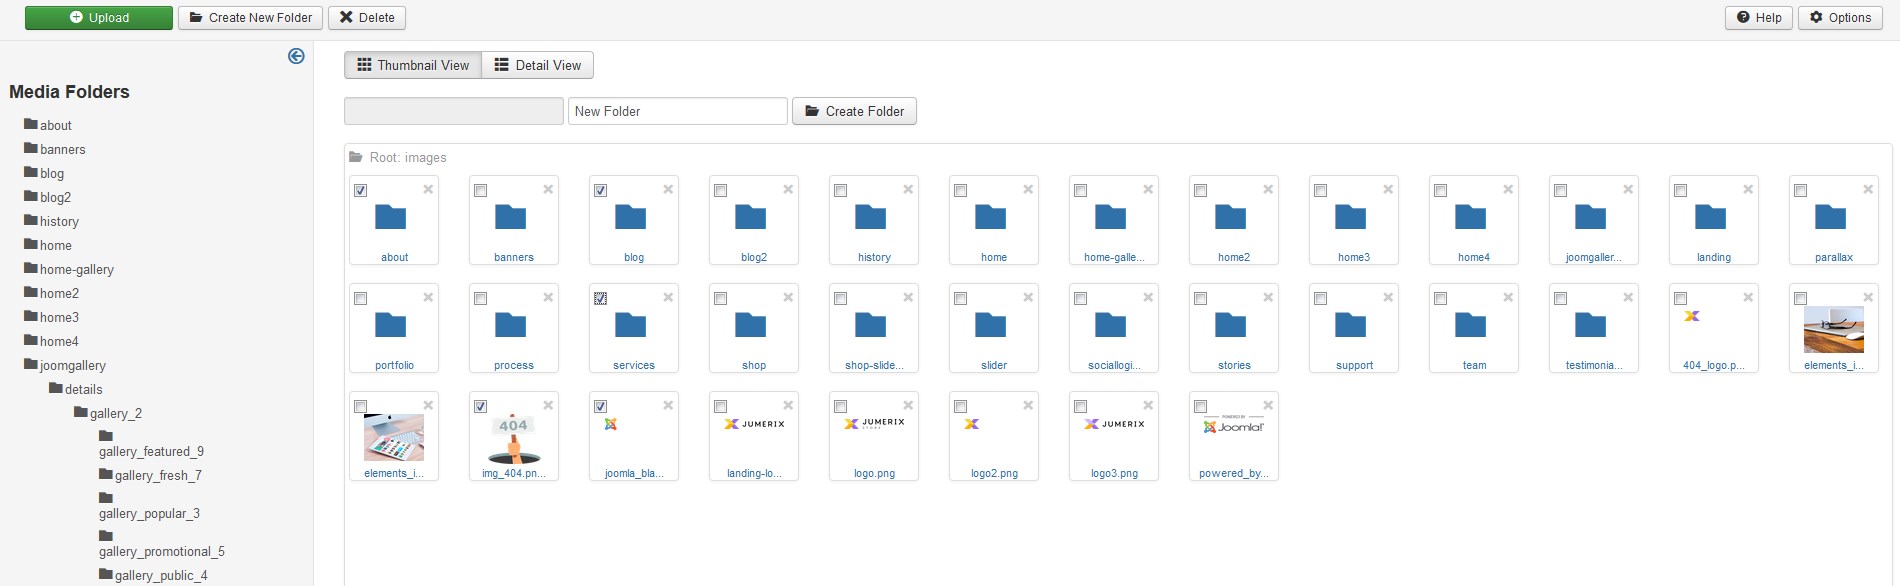 Upload Create New Folder Delete Help Options
Thumbnail View Detail View
Media Folders
New Folder Create Folder
about
banners
blog
blog2
history
home
home-gallery
home2
home3
home4
joomgallery
details
gallery_2
gallery_featured_9
gallery_fresh_7
gallery_popular_3
gallery_promotional_5
gallery_public_4
Root: images
about banners blog blog2 history home home-galle... home2 home3 home4 joomgaller... landing parallax
portfolio process services shop shop-slide... slider sociallogi... stories support team testimonia... 404_logo.p... elements_i...
404 JUMERIX JUMERIX STORE JUMERIX POWERED BY Joomla!
elements_i... img_404.pn... joomla_bla... landing-lo... logo.png logo2.png logo3.png powered_by...